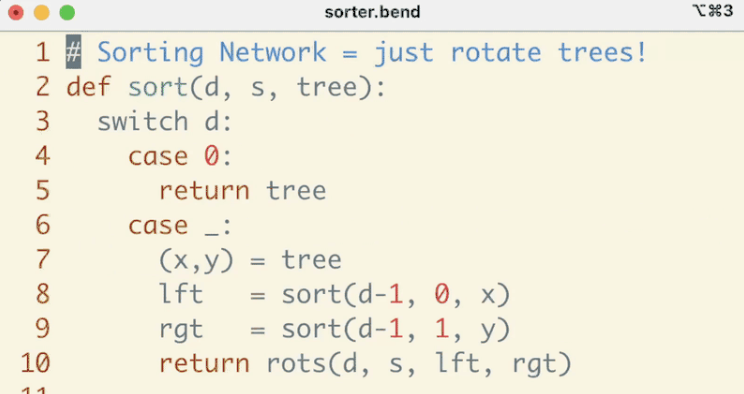 sorter.bend ⌥⌘3
1 # Sorting Network = just rotate trees!
2 def sort(d, s, tree):
3   switch d:
4     case 0:
5       return tree
6     case _:
7       (x,y) = tree
8       lft   = sort(d-1, 0, x)
9       rgt   = sort(d-1, 1, y)
10       return rots(d, s, lft, rgt)